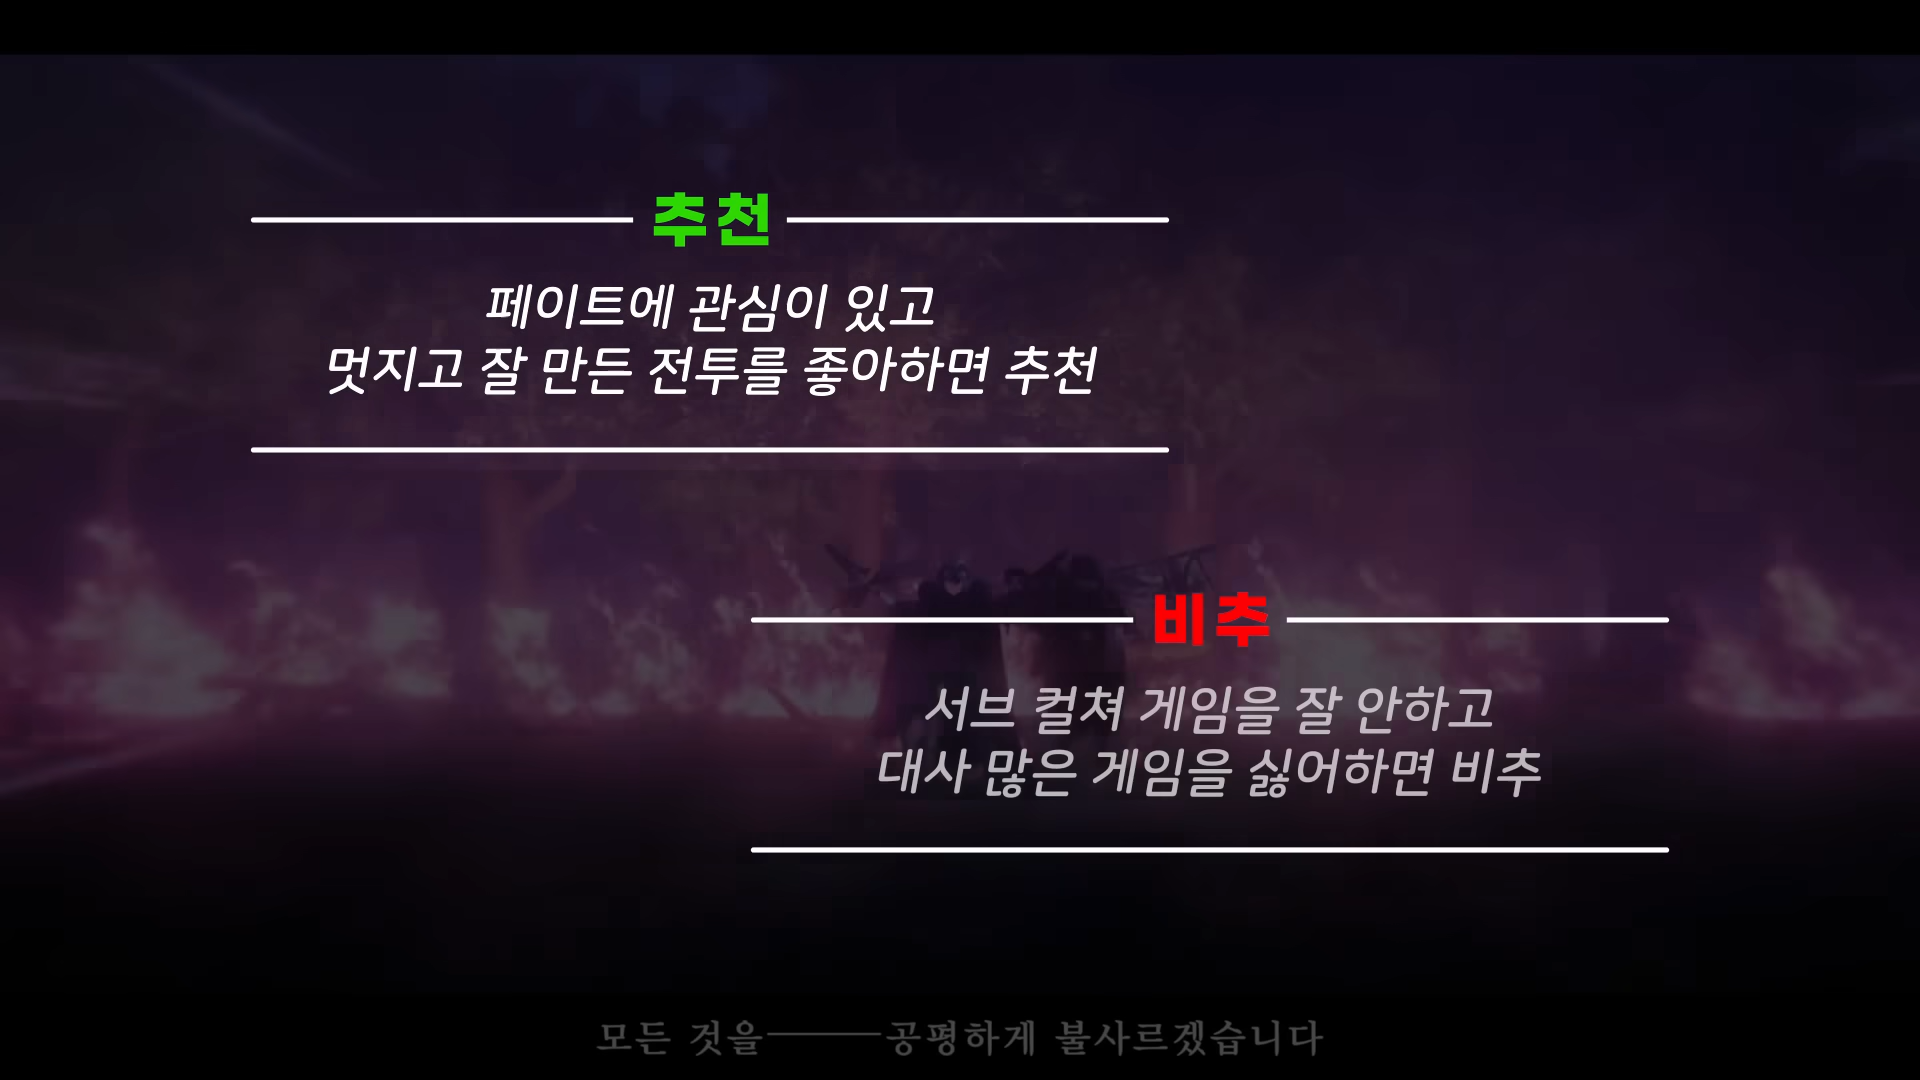 추천
페이트에 관심이 있고
멋지고 잘 만든 전투를 좋아하면 추천
비추
서브 컬쳐 게임을 잘 안하고
대사 많은 게임을 싫어하면 비추
모든 것을───공평하게 불사르겠습니다